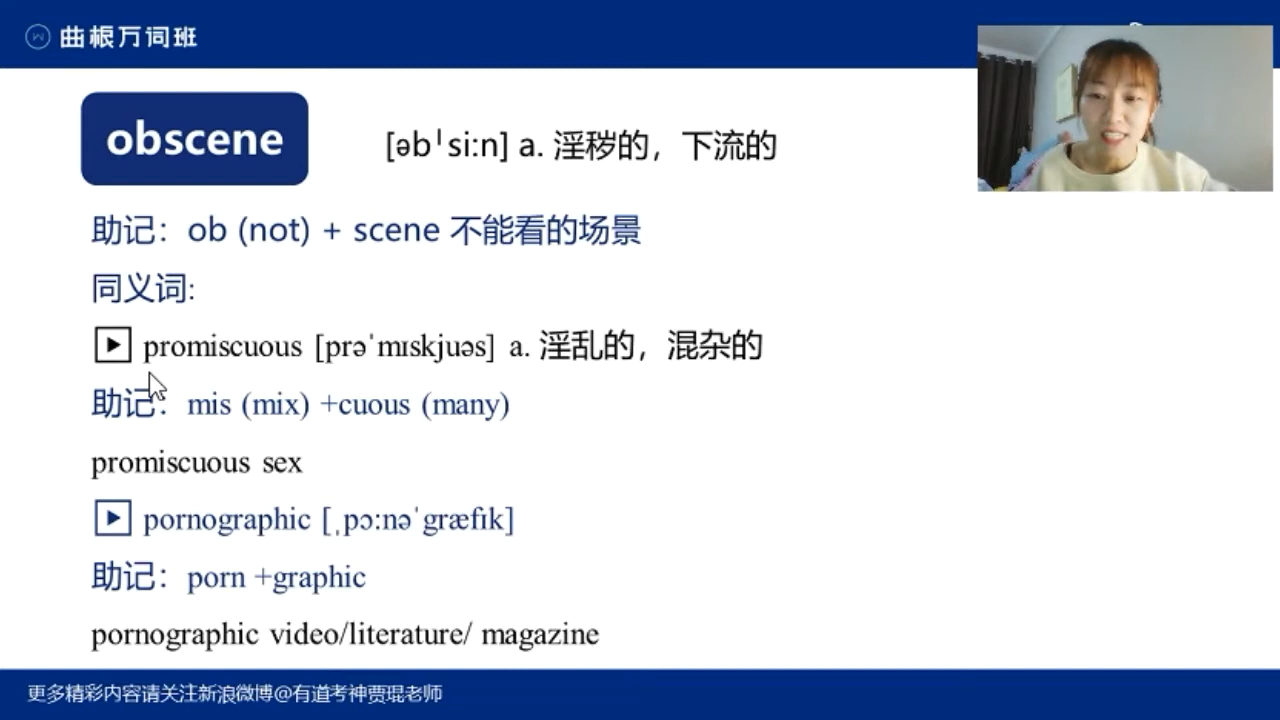 曲根万词班
obscene
[əbˈsi:n] a. 淫秽的，下流的
助记：ob (not) + scene 不能看的场景
同义词:
promiscuous [prəˈmɪskjuəs] a. 淫乱的，混杂的
助记：mis (mix) +cuous (many)
promiscuous sex
pornographic [ˌpɔ:nəˈgræfɪk]
助记：porn +graphic
pornographic video/literature/ magazine
更多精彩内容请关注新浪微博@有道考神贾琨老师